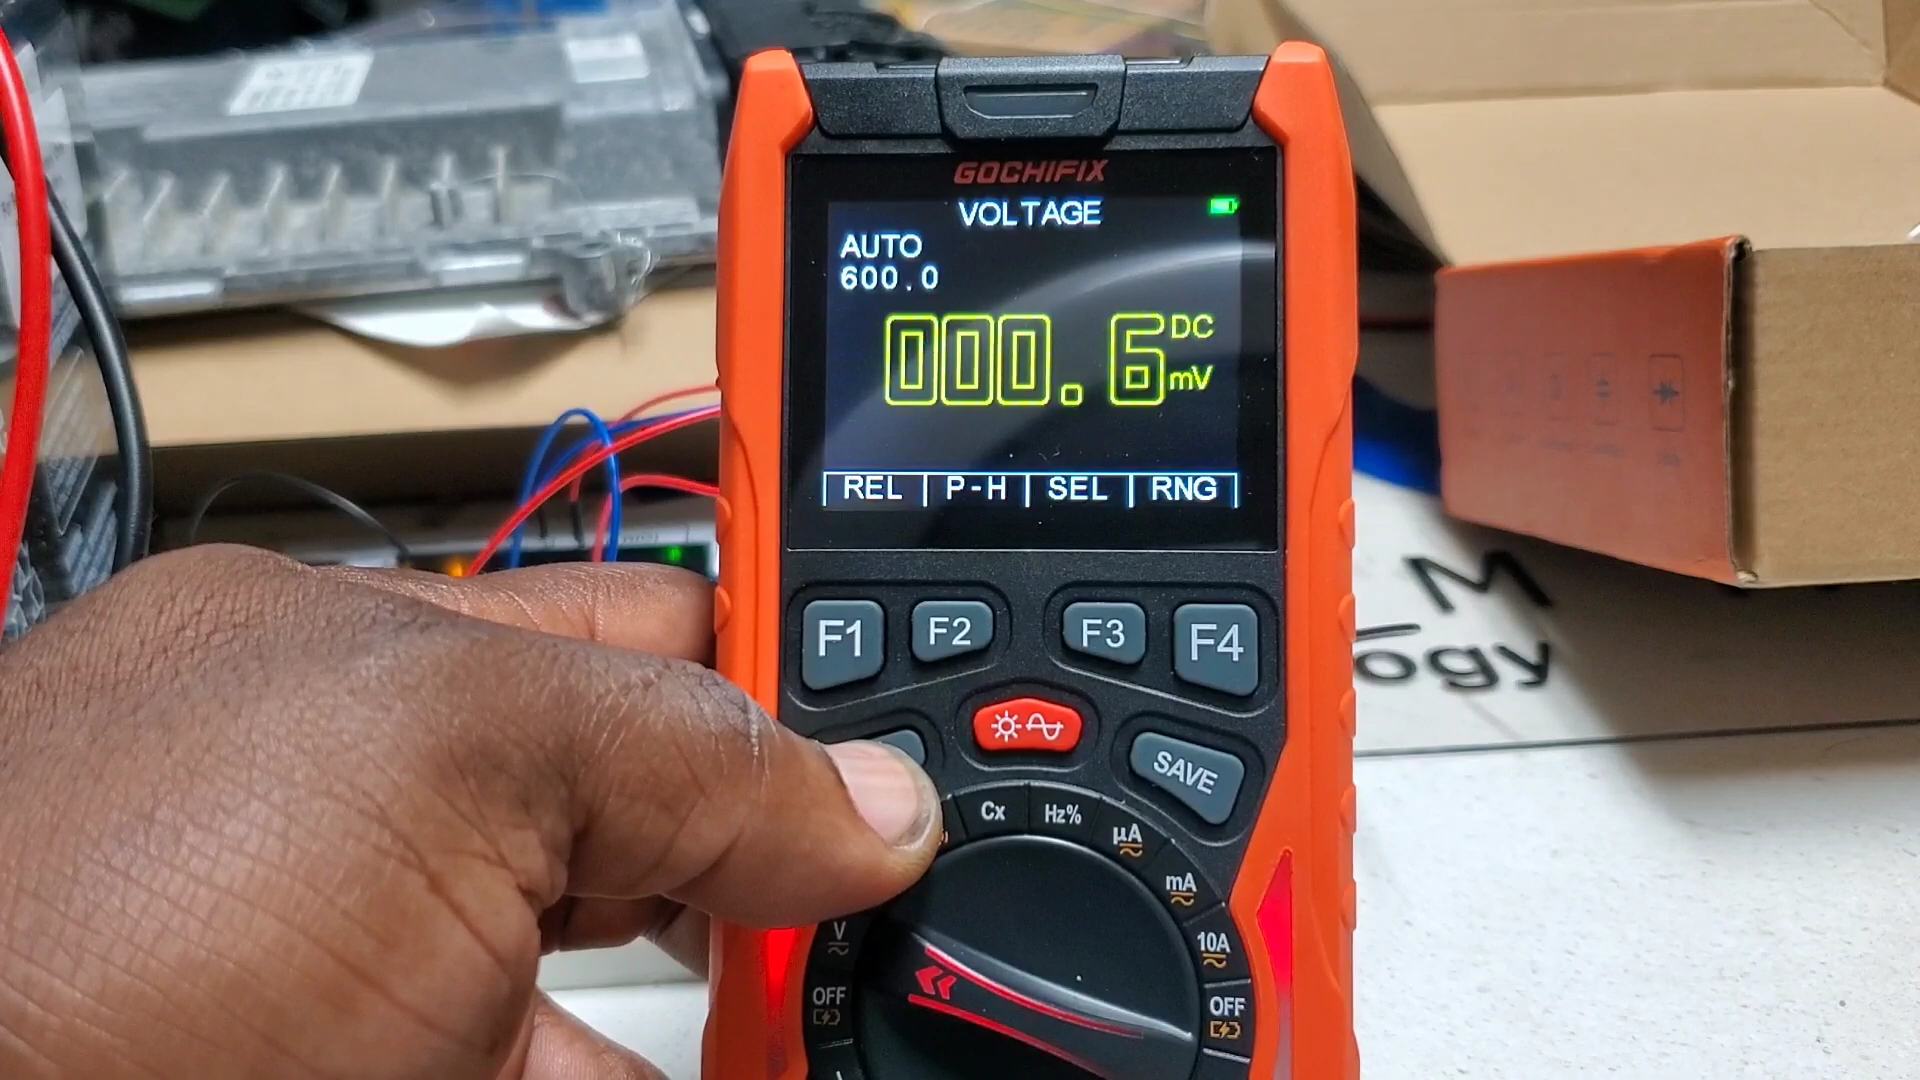 GOCHIFIX
VOLTAGE
AUTO
600.0
000.6 DC mV
REL | P-H | SEL | RNG
F1 F2 F3 F4
SAVE
Cx Hz% µA
mA
V
10A
OFF OFF
M
ogy